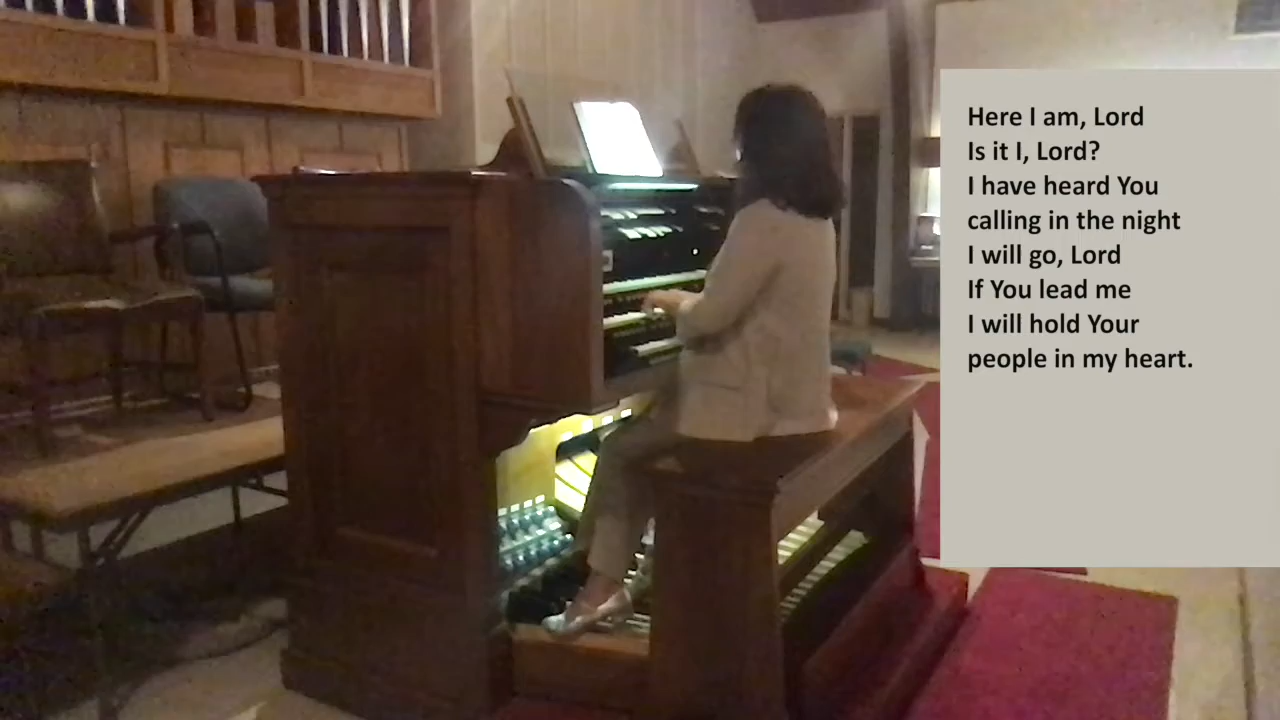 Here I am, Lord
Is it I, Lord?
I have heard You
calling in the night
I will go, Lord
If You lead me
I will hold Your
people in my heart.